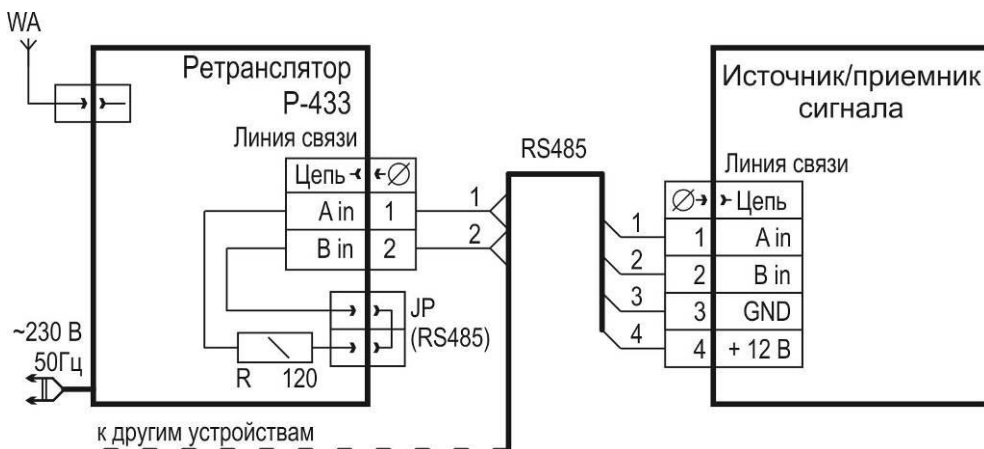 WA
Ретранслятор
Р-433
Линия связи
Цепь
A in 1
B in 2
JP
(RS485)
R 120
~230 В
50Гц
к другим устройствам
1
2
RS485
1
2
3
4
Источник/приемник
сигнала
Линия связи
Цепь
1 A in
2 B in
3 GND
4 + 12 В